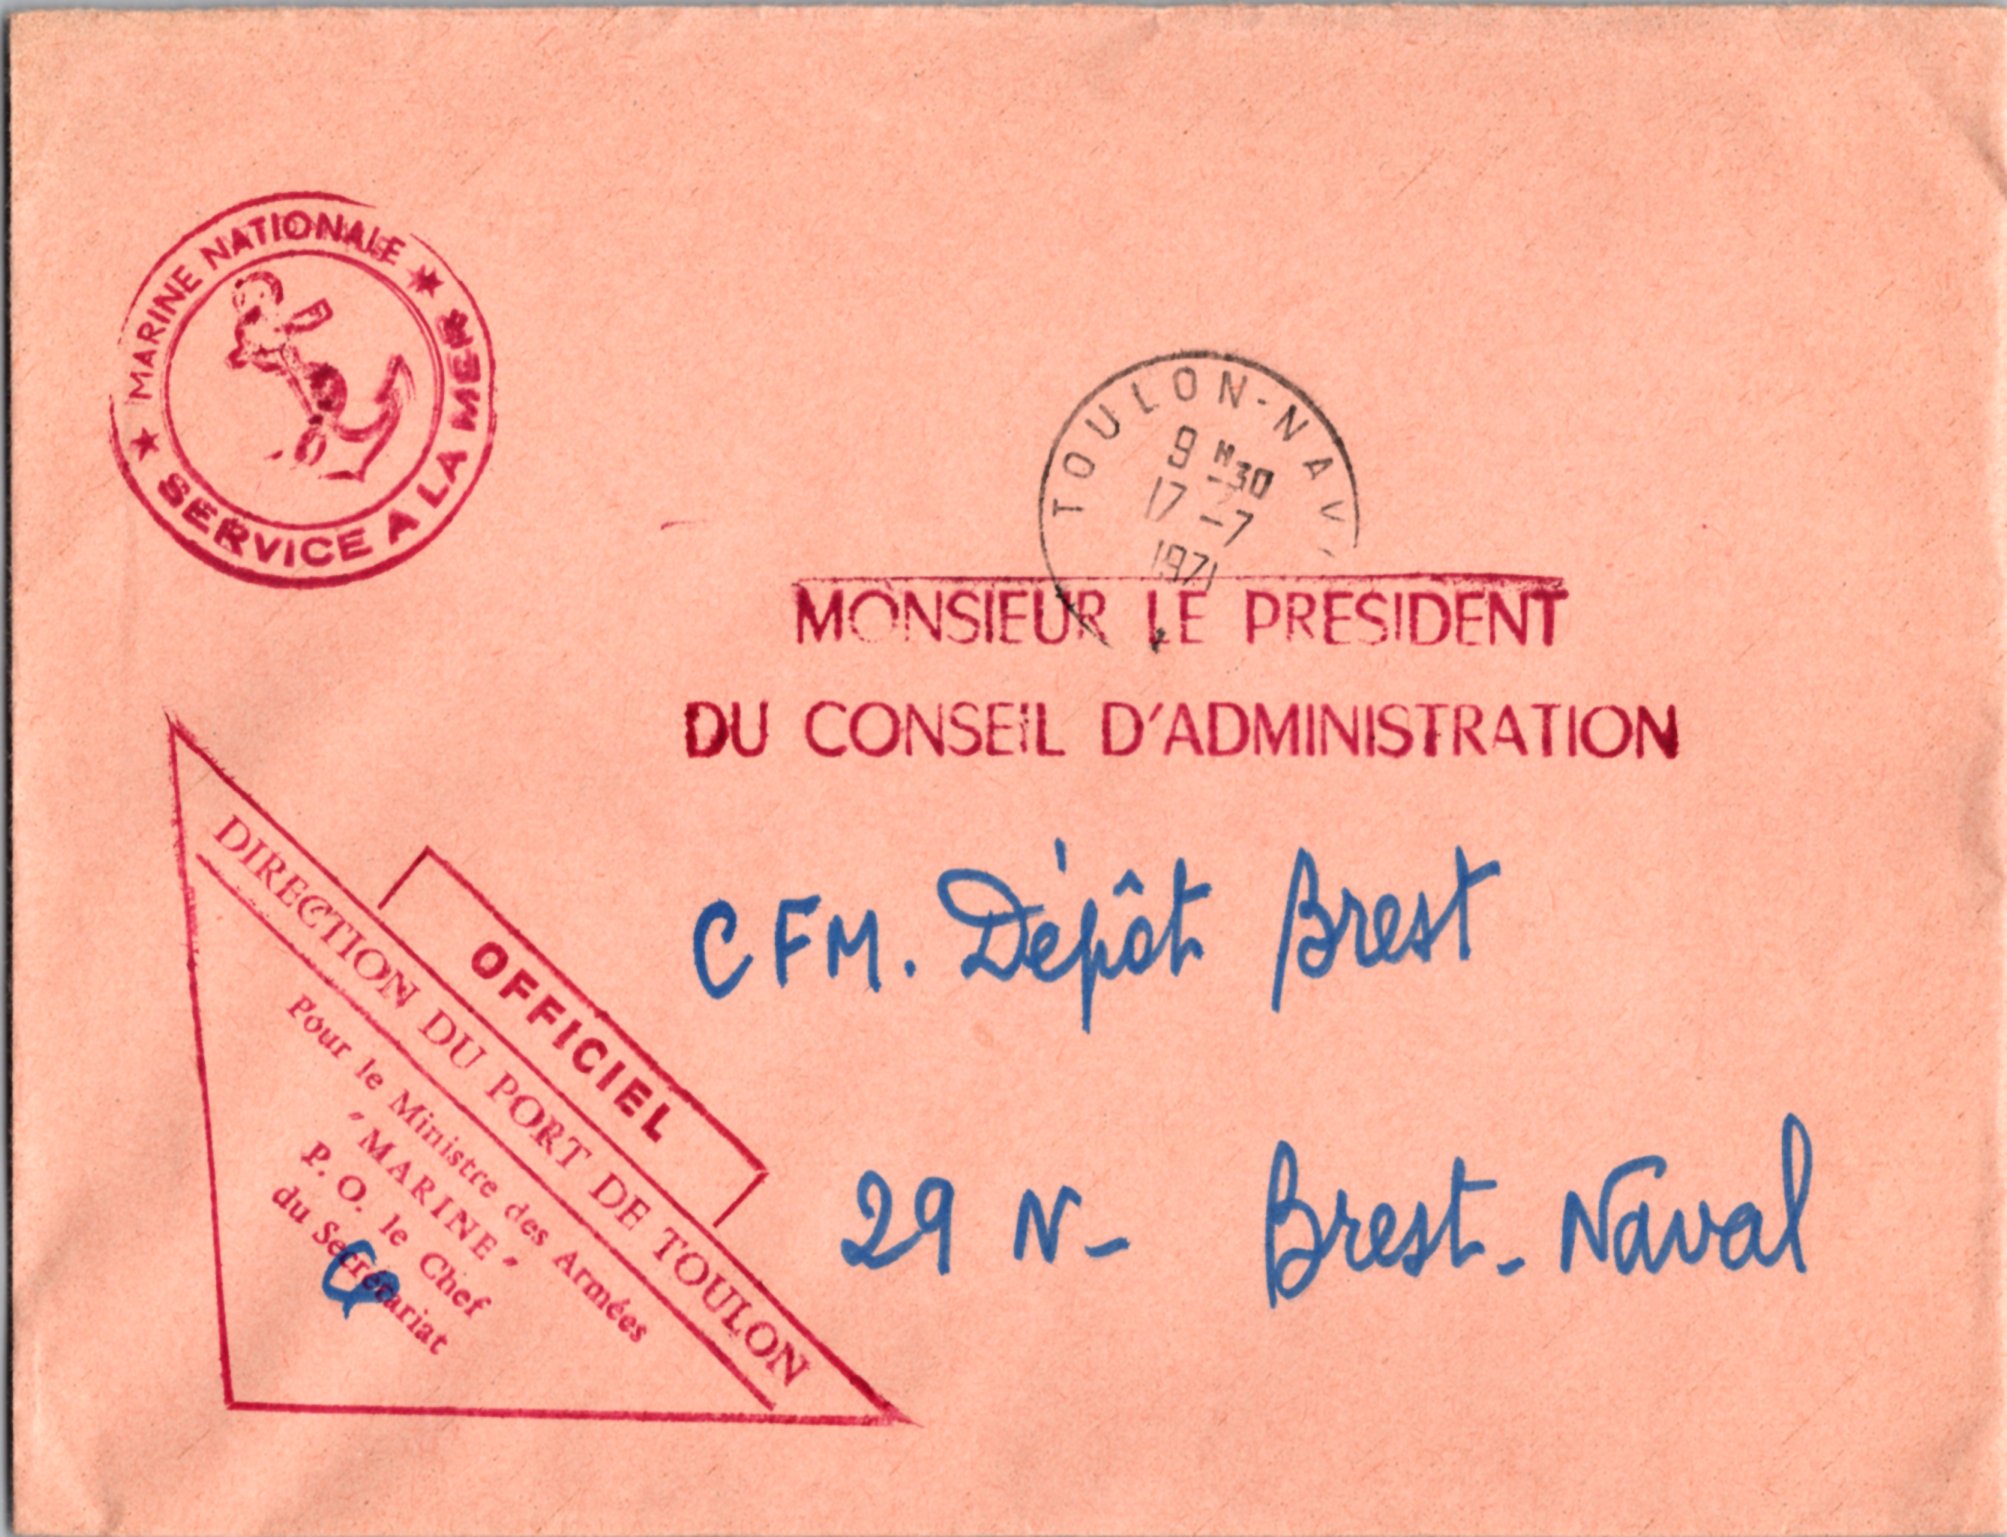 MARINE NATIONALE
SERVICE A LA MER
TOULON-NAV
9 H 30
17-7
1971
MONSIEUR LE PRESIDENT
DU CONSEIL D'ADMINISTRATION
CFM. Dépôt Brest
29 N- Brest-Naval
OFFICIEL
DIRECTION DU PORT DE TOULON
Pour le Ministre des Armées
"MARINE"
P. O. le Chef
du Secrétariat